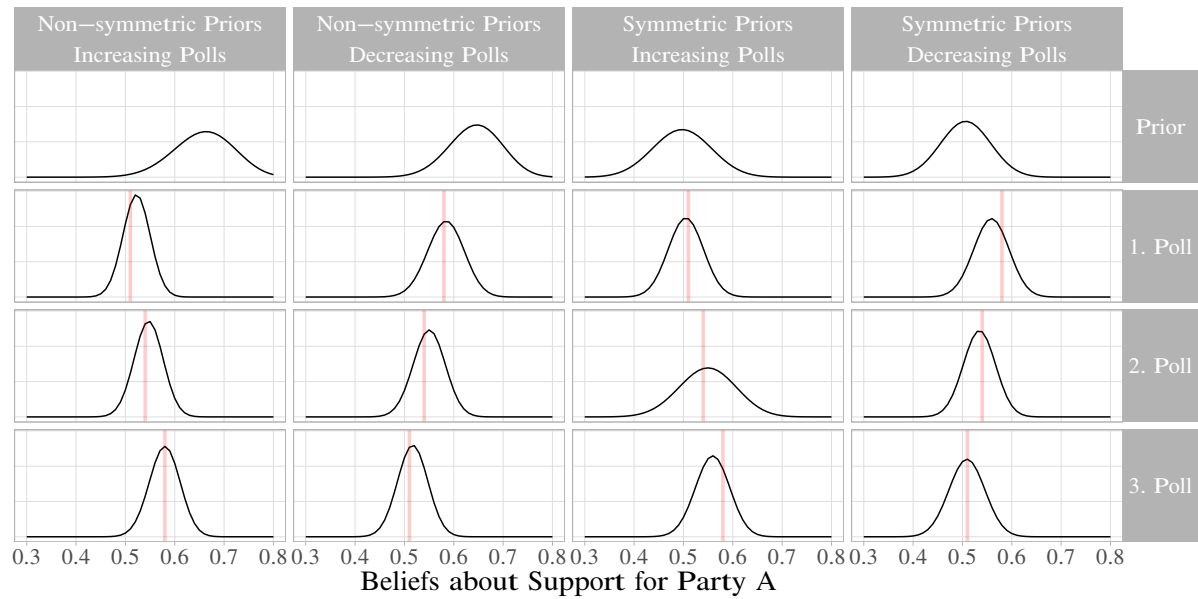 Non−symmetric Priors
Increasing Polls
Non−symmetric Priors
Decreasing Polls
Symmetric Priors
Increasing Polls
Symmetric Priors
Decreasing Polls
Prior
1. Poll
2. Poll
3. Poll
0.3 0.4 0.5 0.6 0.7 0.8 0.3 0.4 0.5 0.6 0.7 0.8 0.3 0.4 0.5 0.6 0.7 0.8 0.3 0.4 0.5 0.6 0.7 0.8
Beliefs about Support for Party A